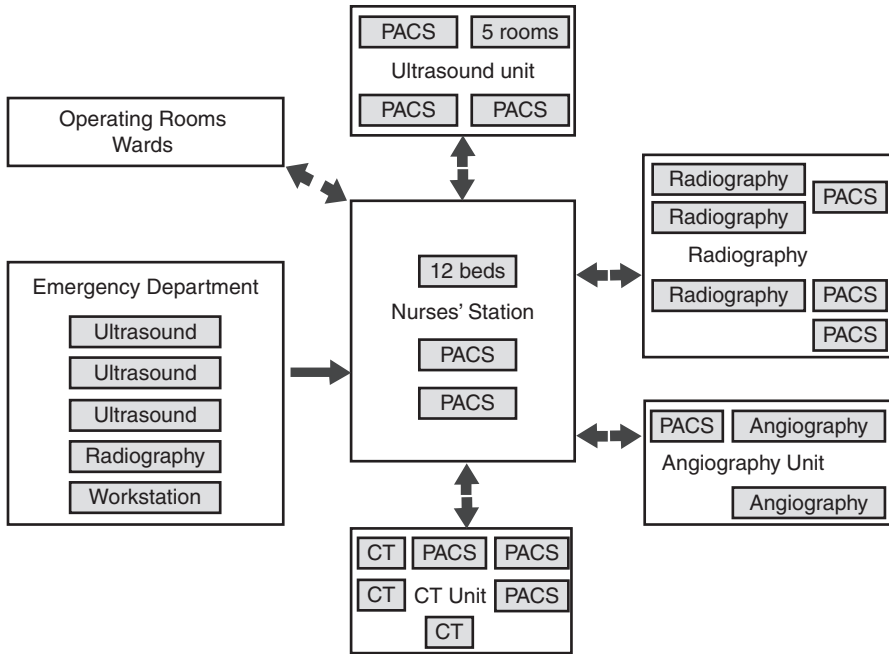 PACS 5 rooms
Ultrasound unit
PACS PACS
Operating Rooms
Wards
Emergency Department
Ultrasound
Ultrasound
Ultrasound
Radiography
Workstation
12 beds
Nurses’ Station
PACS
PACS
Radiography
PACS
Radiography
Radiography
Radiography PACS
PACS
PACS Angiography
Angiography Unit
Angiography
CT PACS PACS
CT CT Unit PACS
CT